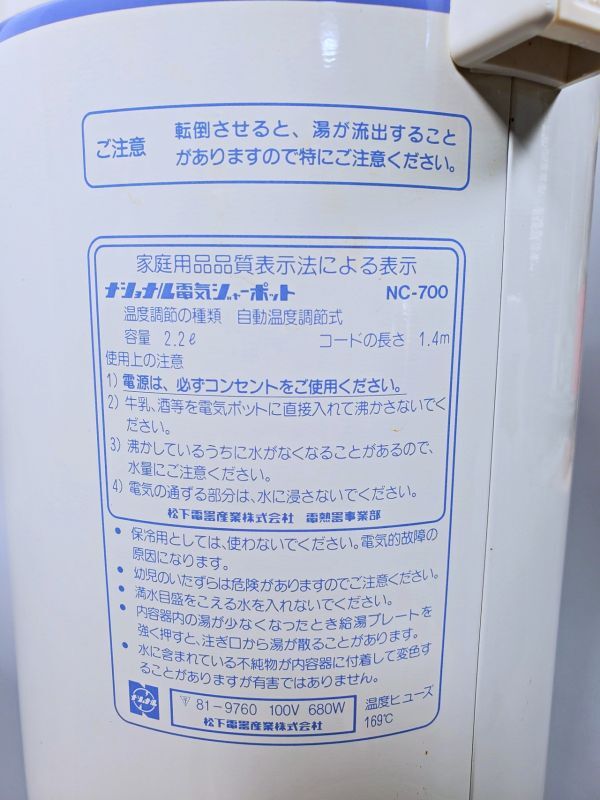 ご注意 転倒させると、湯が流出すること
がありますので特にご注意ください。
家庭用品品質表示法による表示
ナショナル電気ジャーポット NC-700
温度調節の種類 自動温度調節式
容量 2.2ℓ コードの長さ 1.4m
使用上の注意
1) 電源は、必ずコンセントをご使用ください。
2) 牛乳、酒等を電気ポットに直接入れて沸かさないでく
ださい。
3) 沸かしているうちに水がなくなることがあるので、
水量にご注意ください。
4) 電気の通ずる部分は、水に浸さないでください。
松下電器産業株式会社 電熱器事業部
• 保冷用としては、使わないでください。電気的故障の
原因になります。
• 幼児のいたずらは危険がありますのでご注意ください。
• 満水目盛をこえる水を入れないでください。
• 内容器内の湯が少なくなったとき給湯プレートを
強く押すと、注ぎ口から湯が散ることがあります。
• 水に含まれている不純物が内容器に付着して変色す
ることがありますが有害ではありません。
ナショナル
〒 81-9760 100V 680W
松下電器産業株式会社
温度ヒューズ
169℃